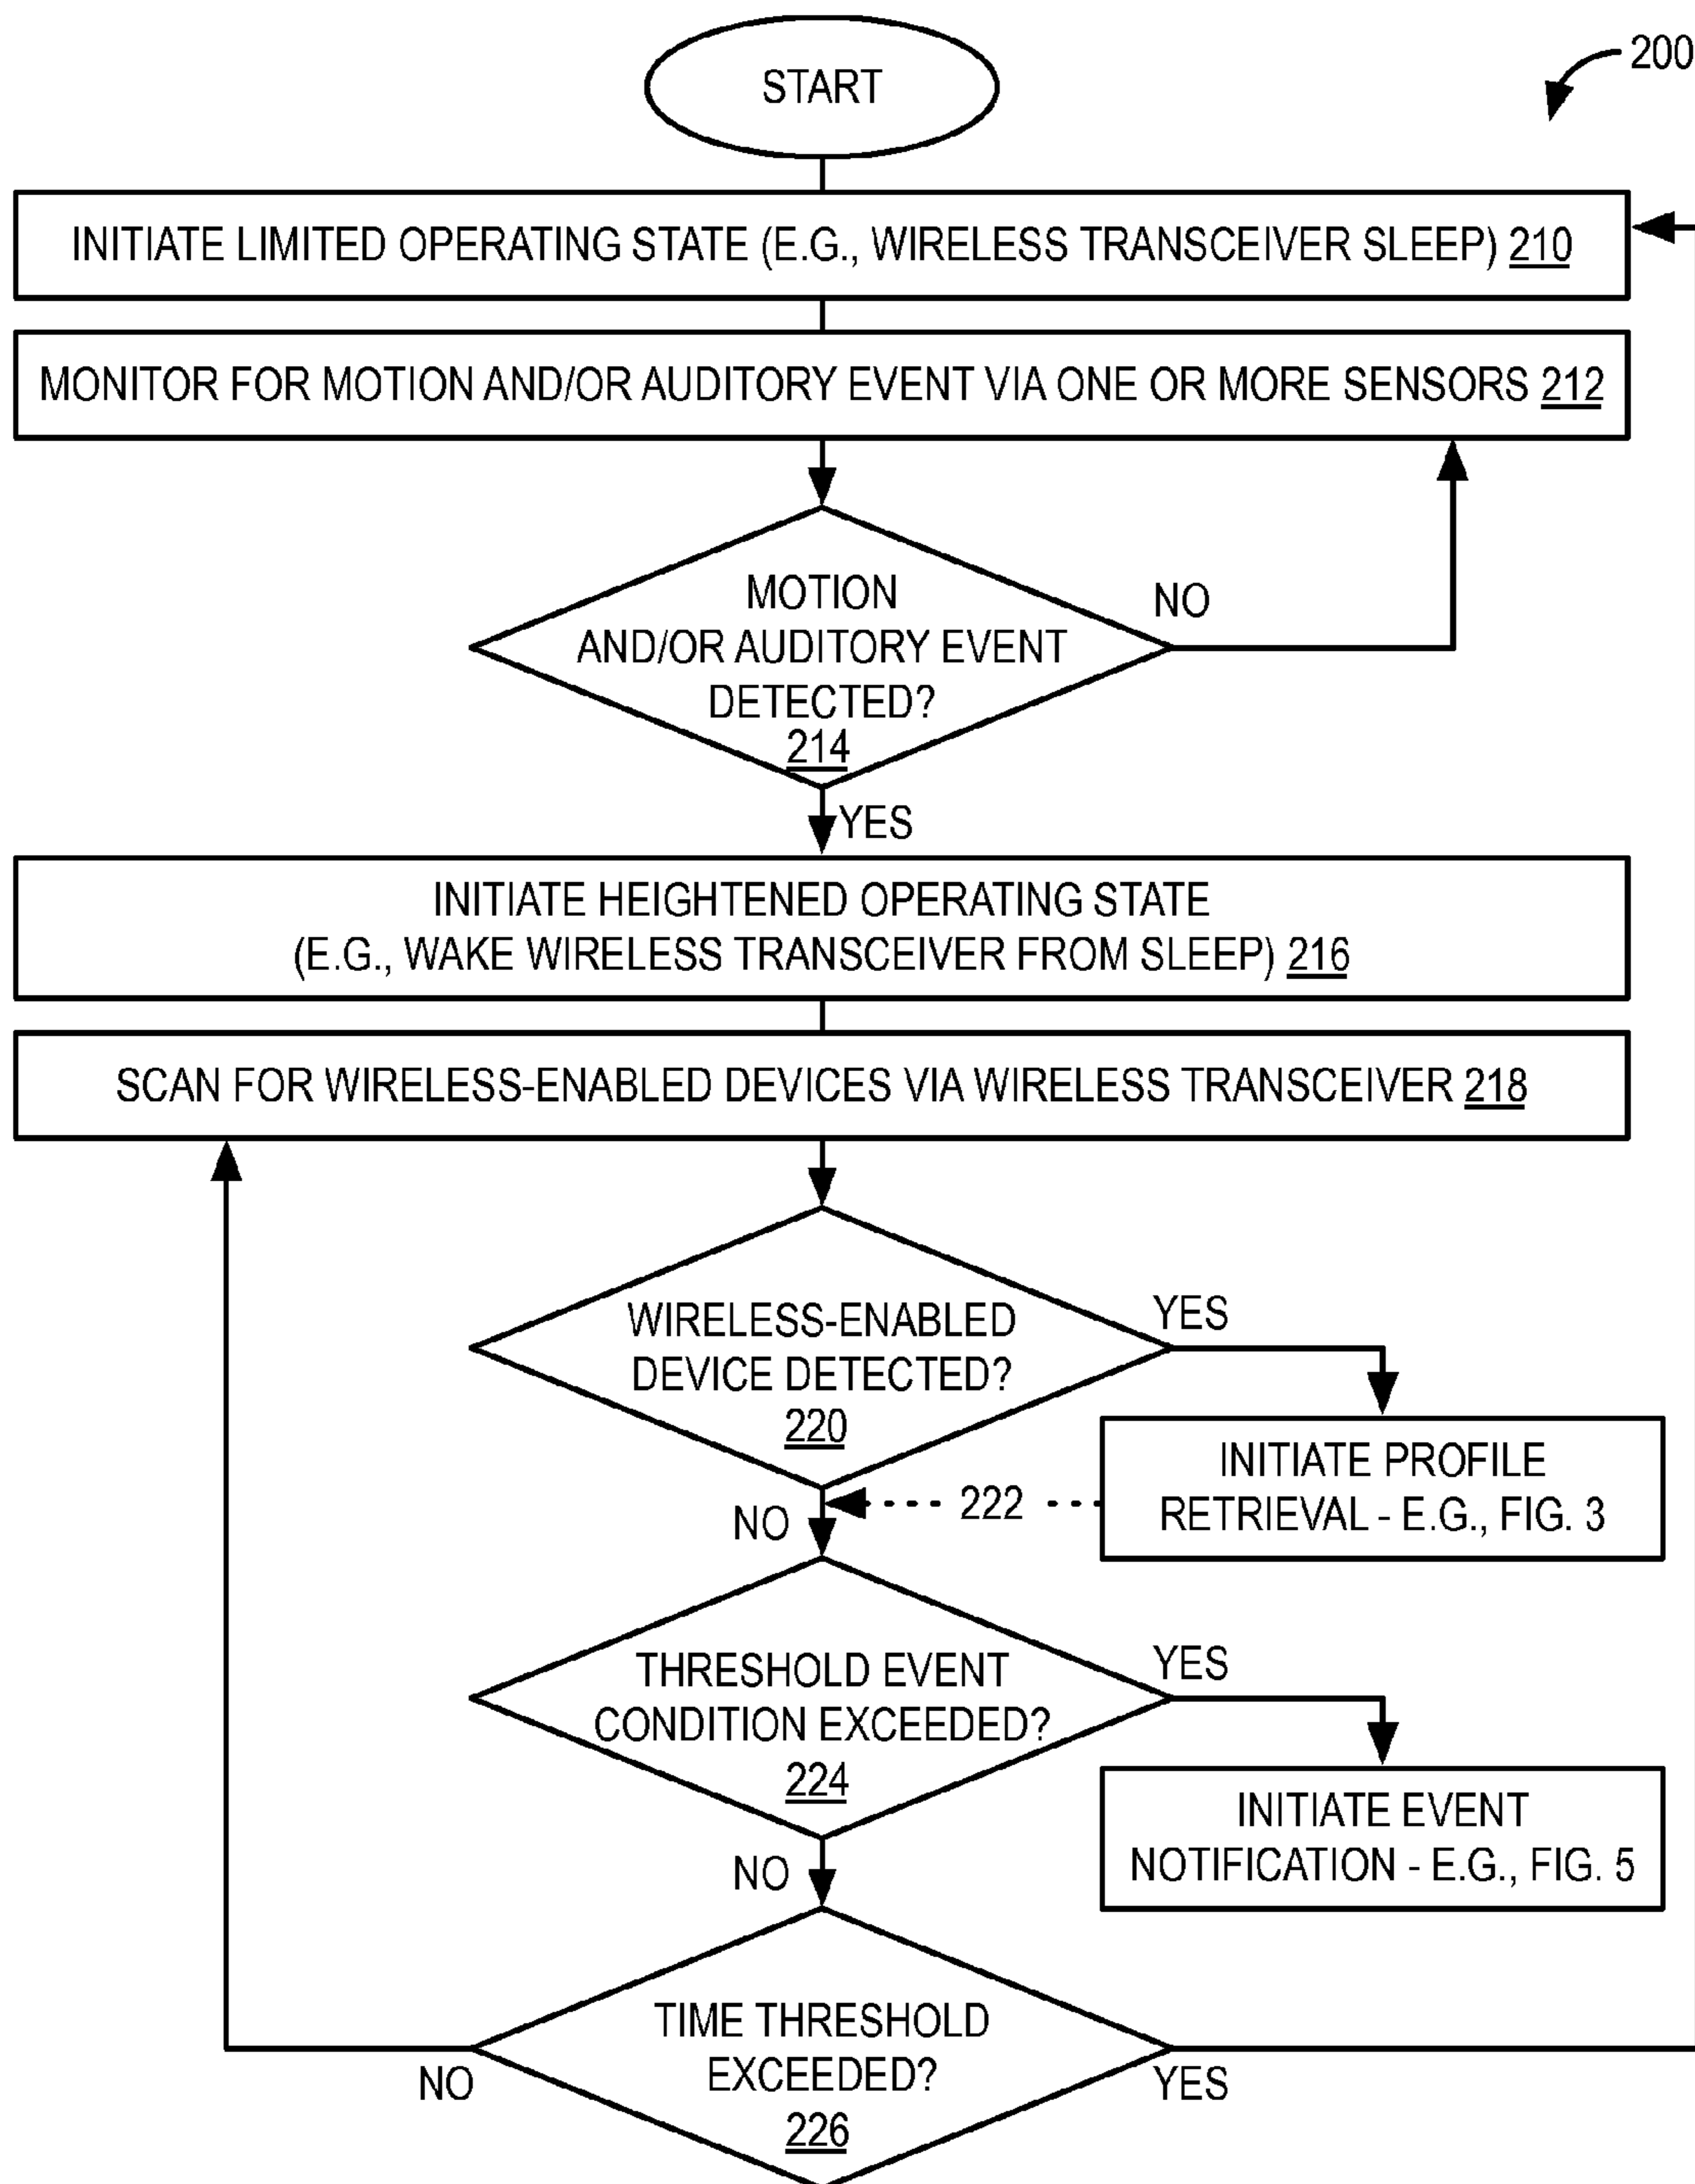 200
START
INITIATE LIMITED OPERATING STATE (E.G., WIRELESS TRANSCEIVER SLEEP) 210
MONITOR FOR MOTION AND/OR AUDITORY EVENT VIA ONE OR MORE SENSORS 212
MOTION
AND/OR AUDITORY EVENT
DETECTED?
214
NO
YES
INITIATE HEIGHTENED OPERATING STATE
(E.G., WAKE WIRELESS TRANSCEIVER FROM SLEEP) 216
SCAN FOR WIRELESS-ENABLED DEVICES VIA WIRELESS TRANSCEIVER 218
WIRELESS-ENABLED
DEVICE DETECTED?
220
YES
INITIATE PROFILE
RETRIEVAL - E.G., FIG. 3
222
NO
THRESHOLD EVENT
CONDITION EXCEEDED?
224
YES
INITIATE EVENT
NOTIFICATION - E.G., FIG. 5
NO
TIME THRESHOLD
EXCEEDED?
226
NO
YES